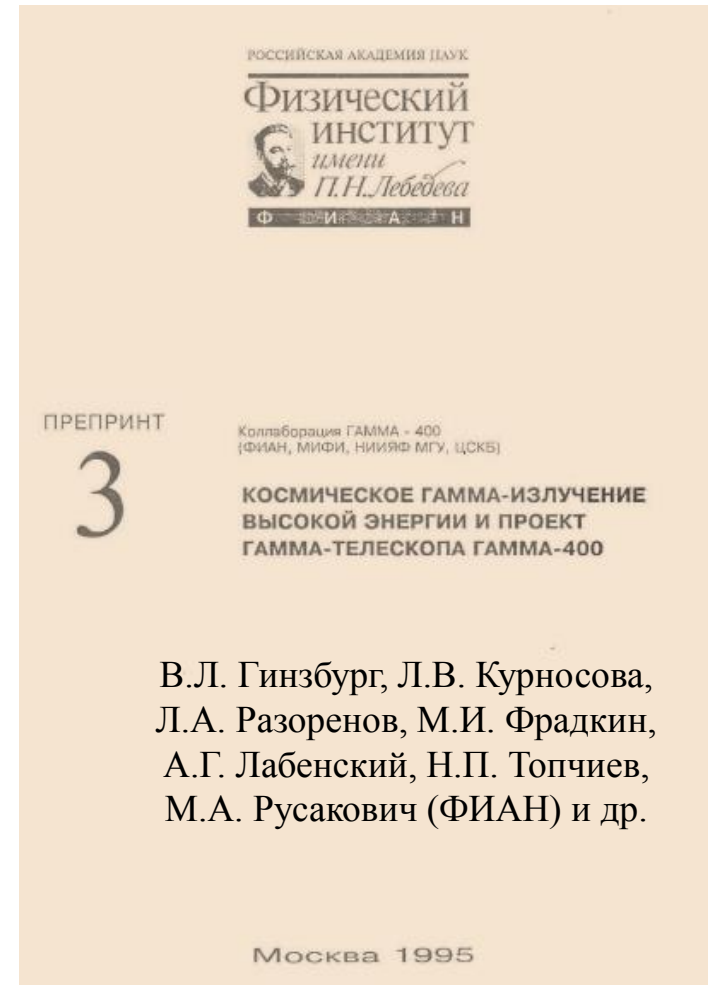 РОССИЙСКАЯ АКАДЕМИЯ НАУК
Физический
институт
имени
П.Н.Лебедева
Ф И А Н
ПРЕПРИНТ
3
Коллаборация ГАММА - 400
(ФИАН, МИФИ, НИИЯФ МГУ, ЦСКБ)
КОСМИЧЕСКОЕ ГАММА-ИЗЛУЧЕНИЕ
ВЫСОКОЙ ЭНЕРГИИ И ПРОЕКТ
ГАММА-ТЕЛЕСКОПА ГАММА-400
В.Л. Гинзбург, Л.В. Курносова,
Л.А. Разоренов, М.И. Фрадкин,
А.Г. Лабенский, Н.П. Топчиев,
М.А. Русакович (ФИАН) и др.
Москва 1995